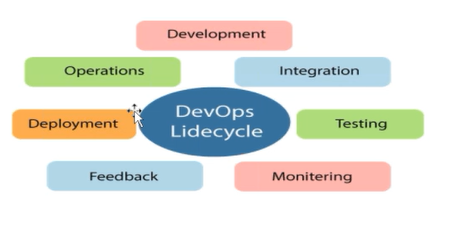 Development
Operations
Integration
DevOps
Lidecycle
Deployment
Testing
Feedback
Monitering